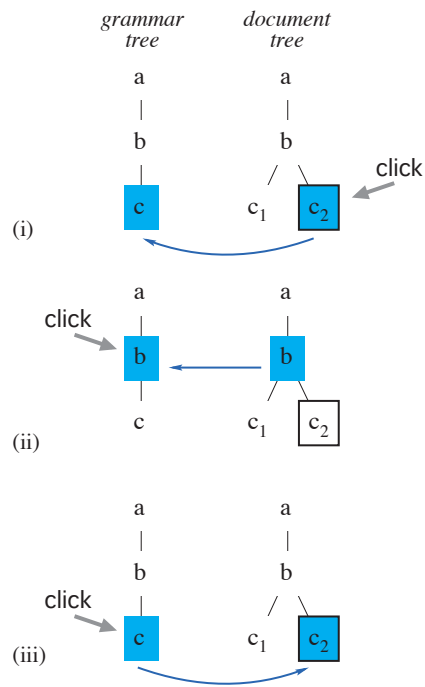 grammar tree document tree
a a
b b
click
c c₁ c₂
(i)
a a
click
b b
c c₁ c₂
(ii)
a a
b b
click
c c₁ c₂
(iii)